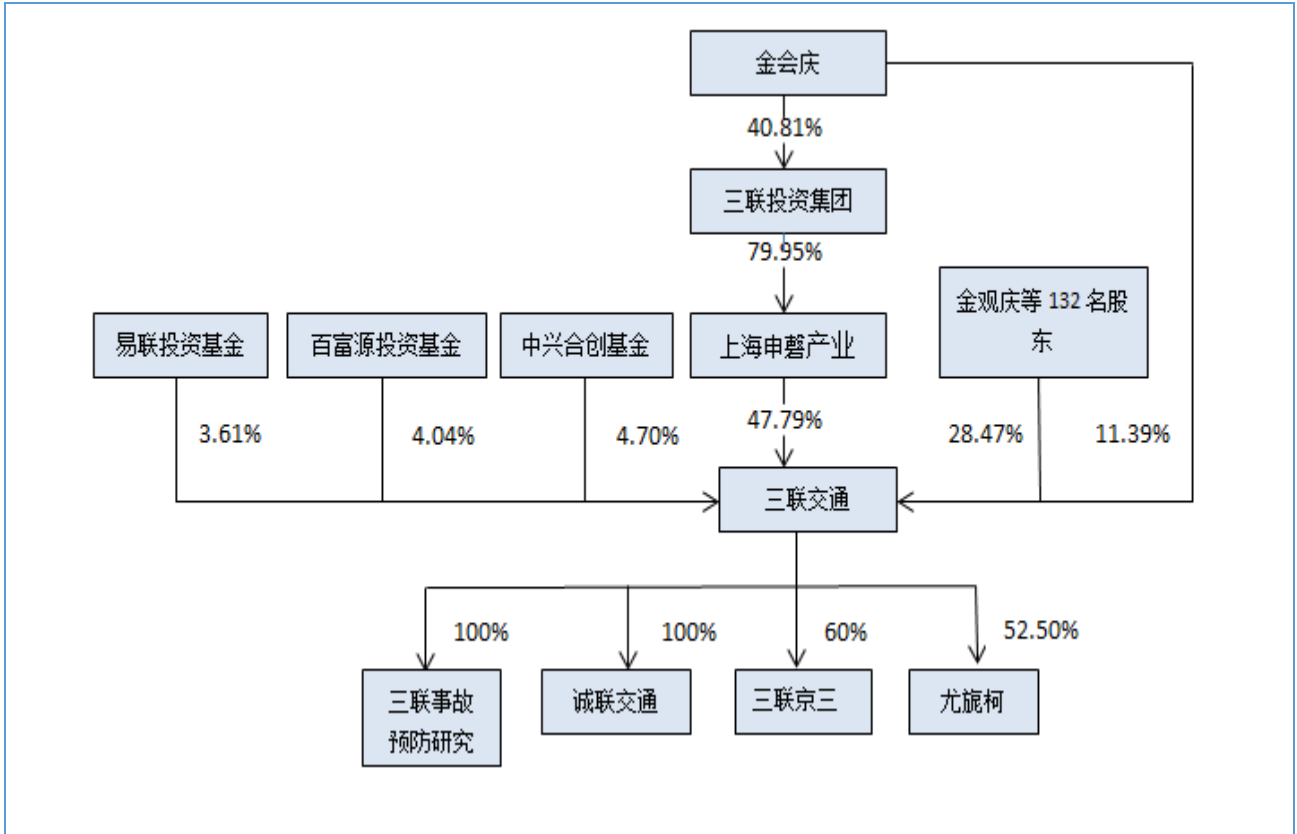 金会庆
40.81%
三联投资集团
79.95%
金观庆等 132 名股
东
易联投资基金
百富源投资基金
中兴合创基金
上海申磬产业
3.61%
4.04%
4.70%
47.79%
28.47%
11.39%
三联交通
100%
100%
60%
52.50%
三联事故
预防研究
诚联交通
三联京三
尤旎柯